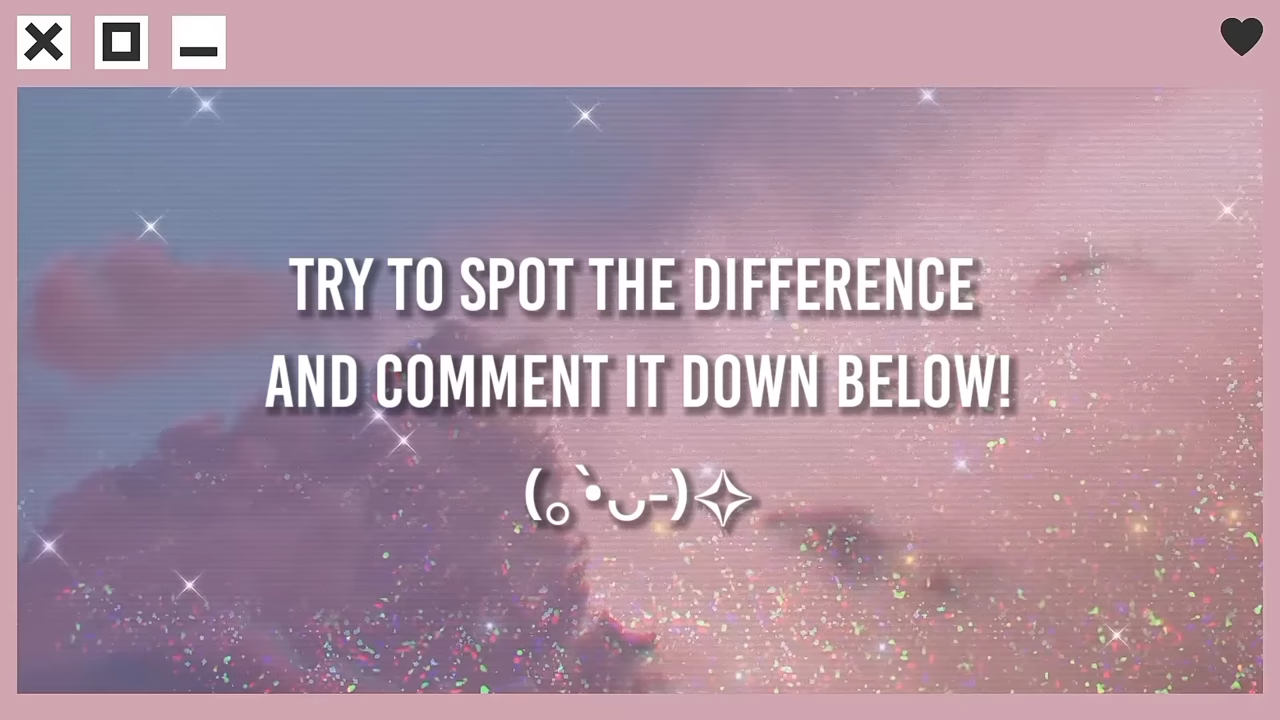 TRY TO SPOT THE DIFFERENCE
AND COMMENT IT DOWN BELOW!
(｡•̀ᴗ-)✧